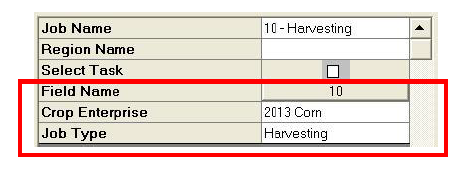 Job Name 10 - Harvesting
Region Name
Select Task
Field Name 10
Crop Enterprise 2013 Corn
Job Type Harvesting